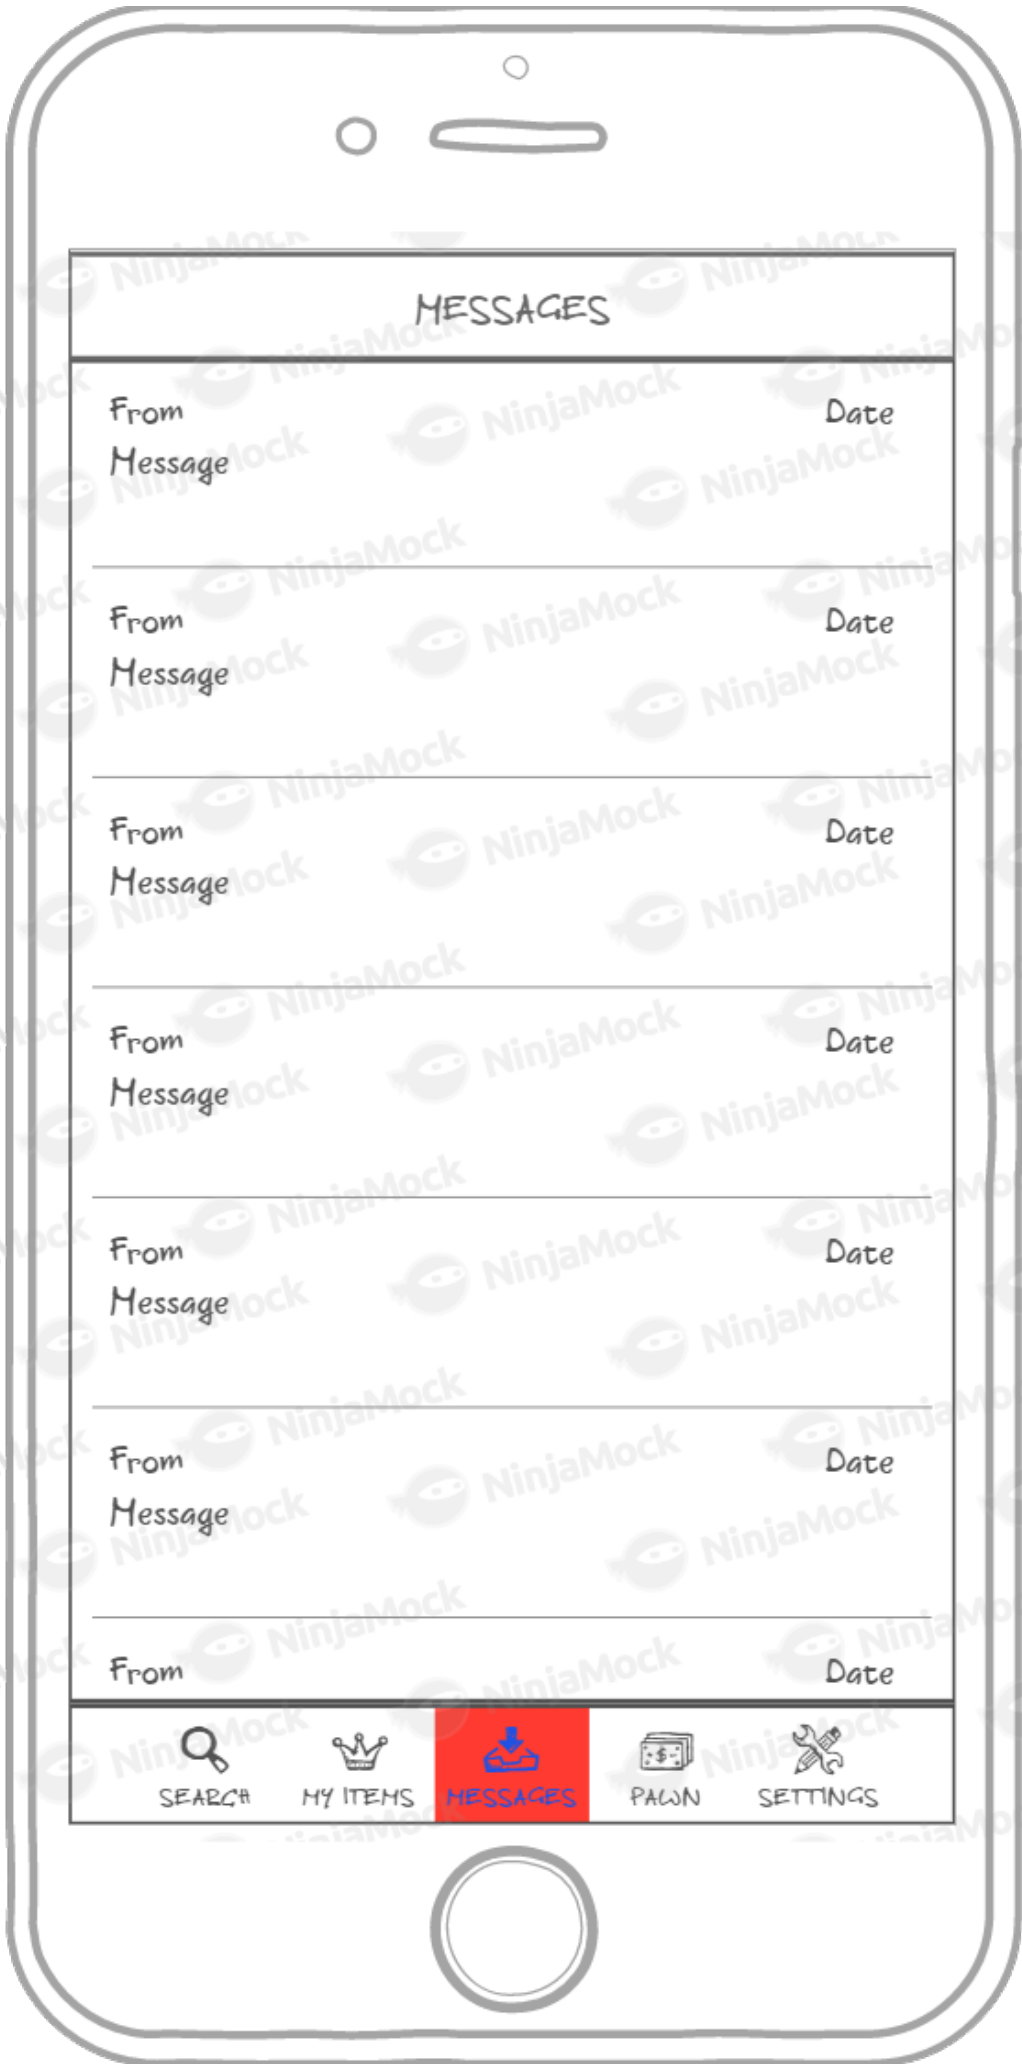 MESSAGES
From Date
Message
From Date
Message
From Date
Message
From Date
Message
From Date
Message
From Date
Message
From Date
SEARCH MY ITEMS MESSAGES PAWN SETTINGS
NinjaMock